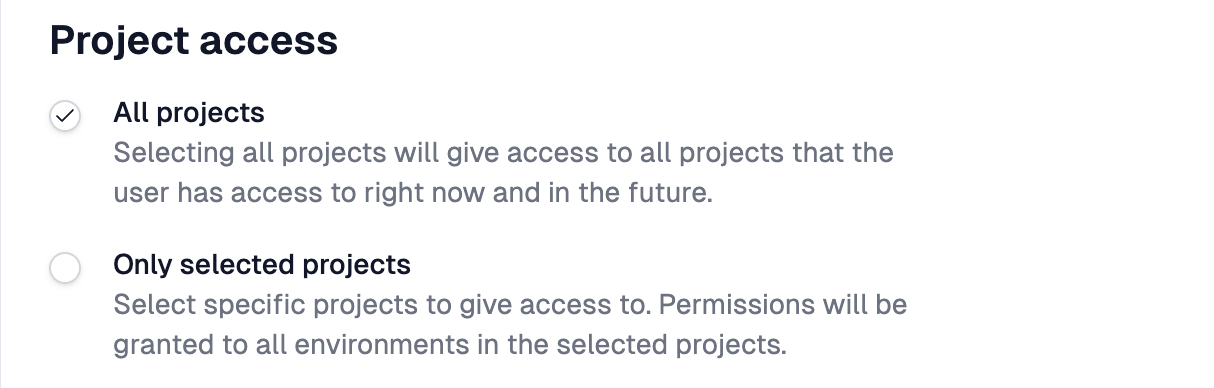 Project access
All projects
Selecting all projects will give access to all projects that the
user has access to right now and in the future.
Only selected projects
Select specific projects to give access to. Permissions will be
granted to all environments in the selected projects.